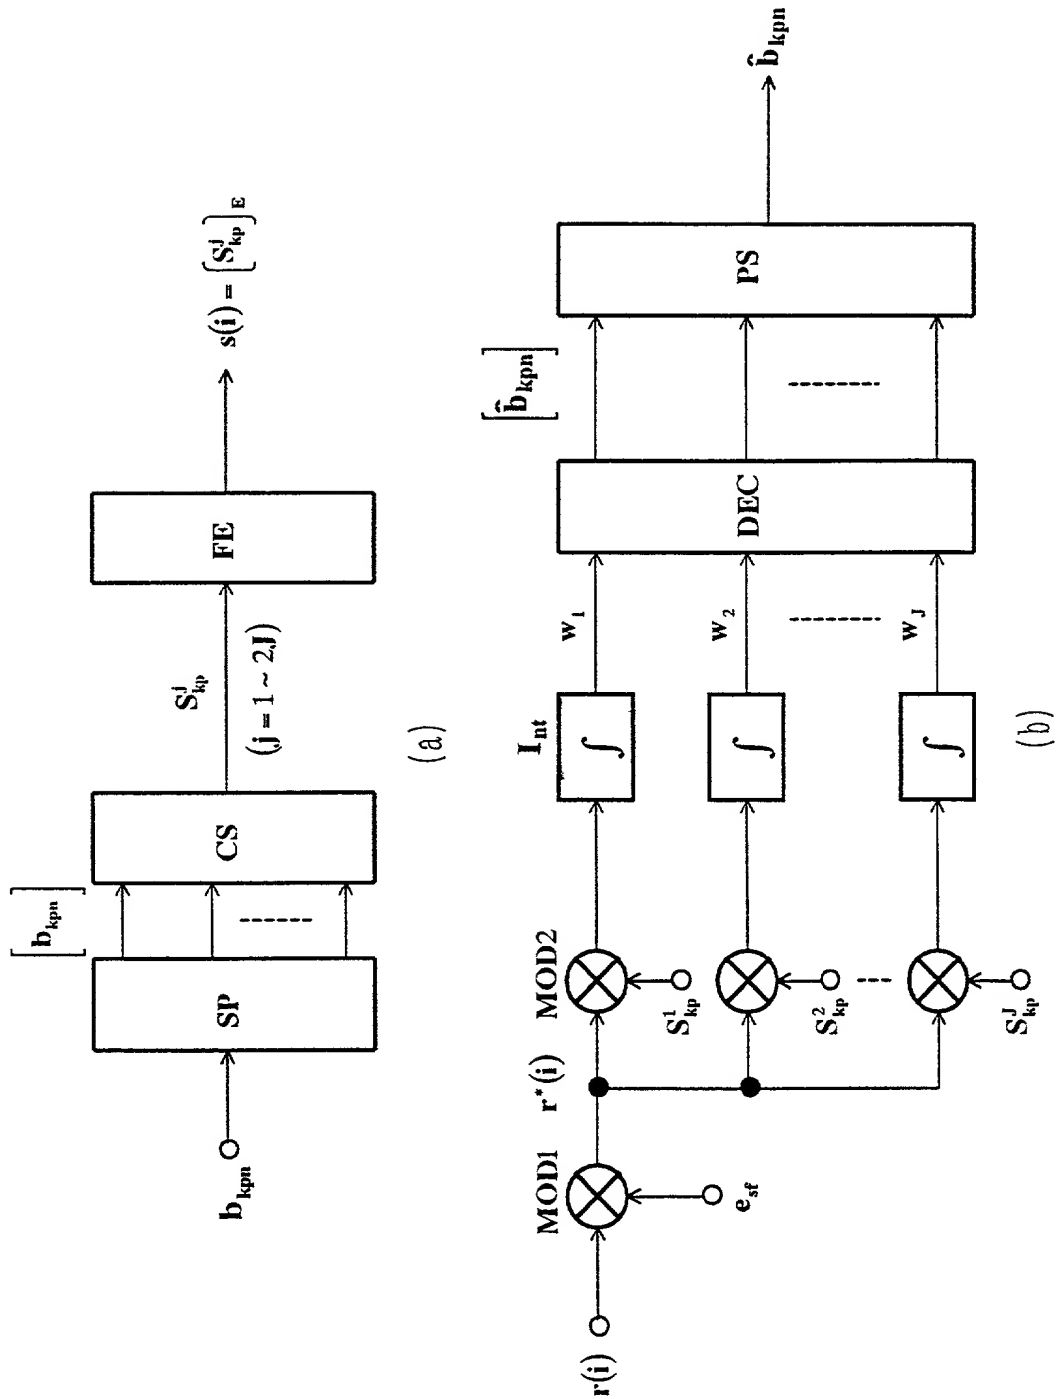 b_kpn
SP
[b_kpn]
CS
S^j_kp
(j = 1 ~ 2J)
FE
s(i) = [S^j_kp]_E
(a)
r(i)
MOD1
e_sf
r*(i)
MOD2
S^1_kp
S^2_kp
S^J_kp
I_nt
∫
∫
∫
w_1
w_2
w_J
DEC
[b̂_kpn]
PS
b̂_kpn
(b)